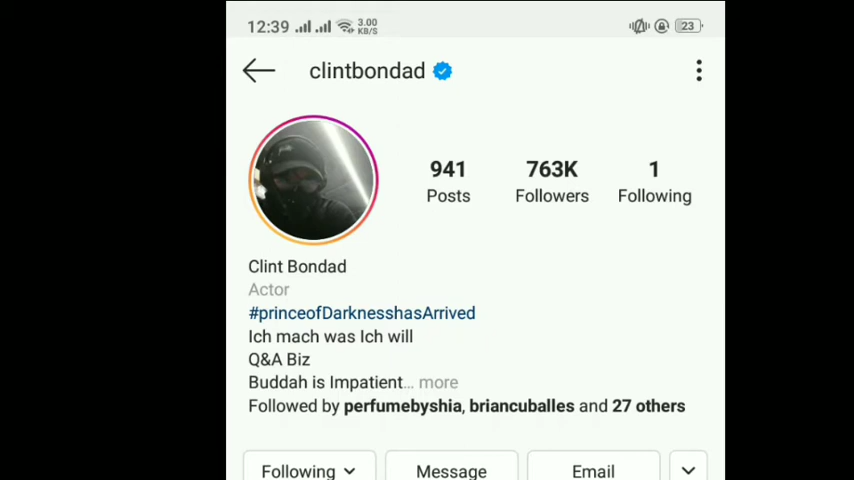 12:39 3.00 KB/S 23
clintbondad
941 763K 1
Posts Followers Following
Clint Bondad
Actor
#princeofDarknesshasArrived
Ich mach was Ich will
Q&A Biz
Buddah is Impatient... more
Followed by perfumebyshia, briancuballes and 27 others
Following Message Email